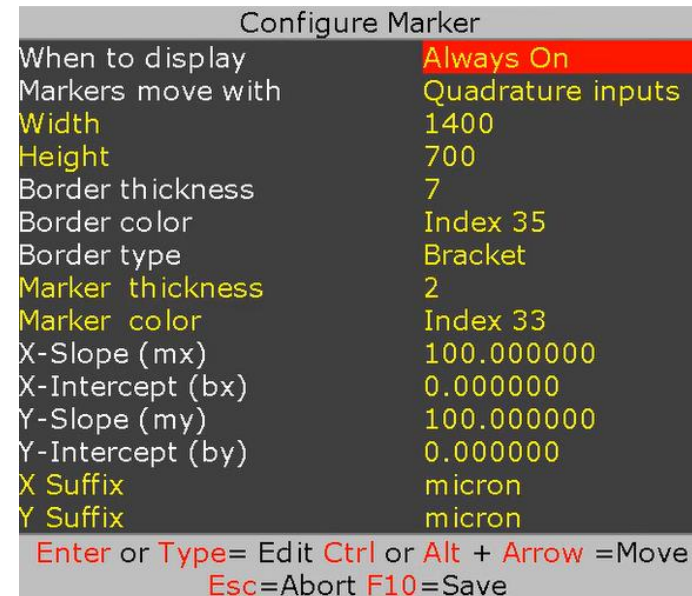 Configure Marker
When to display Always On
Markers move with Quadrature inputs
Width 1400
Height 700
Border thickness 7
Border color Index 35
Border type Bracket
Marker thickness 2
Marker color Index 33
X-Slope (mx) 100.000000
X-Intercept (bx) 0.000000
Y-Slope (my) 100.000000
Y-Intercept (by) 0.000000
X Suffix micron
Y Suffix micron
Enter or Type= Edit Ctrl or Alt + Arrow =Move
Esc=Abort F10=Save